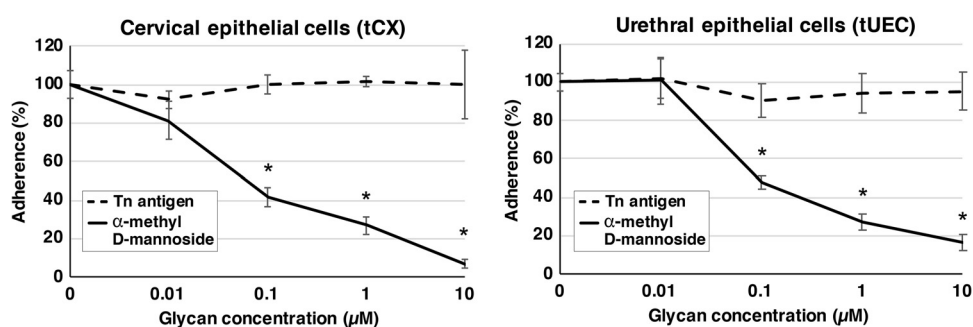 Cervical epithelial cells (tCX)
120
100
80
60
40
20
0
Adherence (%)
*
*
*
Tn antigen
α-methyl
D-mannoside
0
0.01
0.1
1
10
Glycan concentration (µM)
Urethral epithelial cells (tUEC)
120
100
80
60
40
20
0
Adherence (%)
*
*
*
Tn antigen
α-methyl
D-mannoside
0
0.01
0.1
1
10
Glycan concentration (µM)